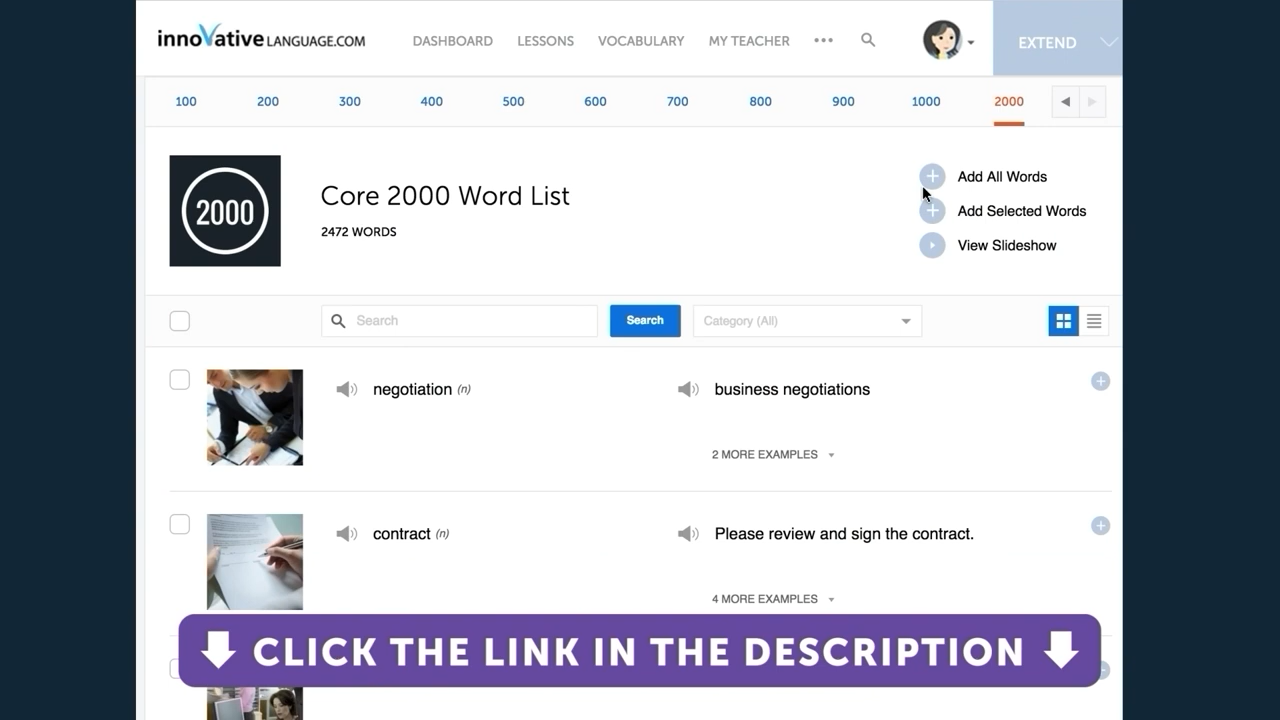 innoVative LANGUAGE.COM
DASHBOARD LESSONS VOCABULARY MY TEACHER ••• EXTEND
100 200 300 400 500 600 700 800 900 1000 2000
2000
Core 2000 Word List
2472 WORDS
Add All Words
Add Selected Words
View Slideshow
Search Search Category (All)
negotiation (n) business negotiations
2 MORE EXAMPLES
contract (n) Please review and sign the contract.
4 MORE EXAMPLES
CLICK THE LINK IN THE DESCRIPTION